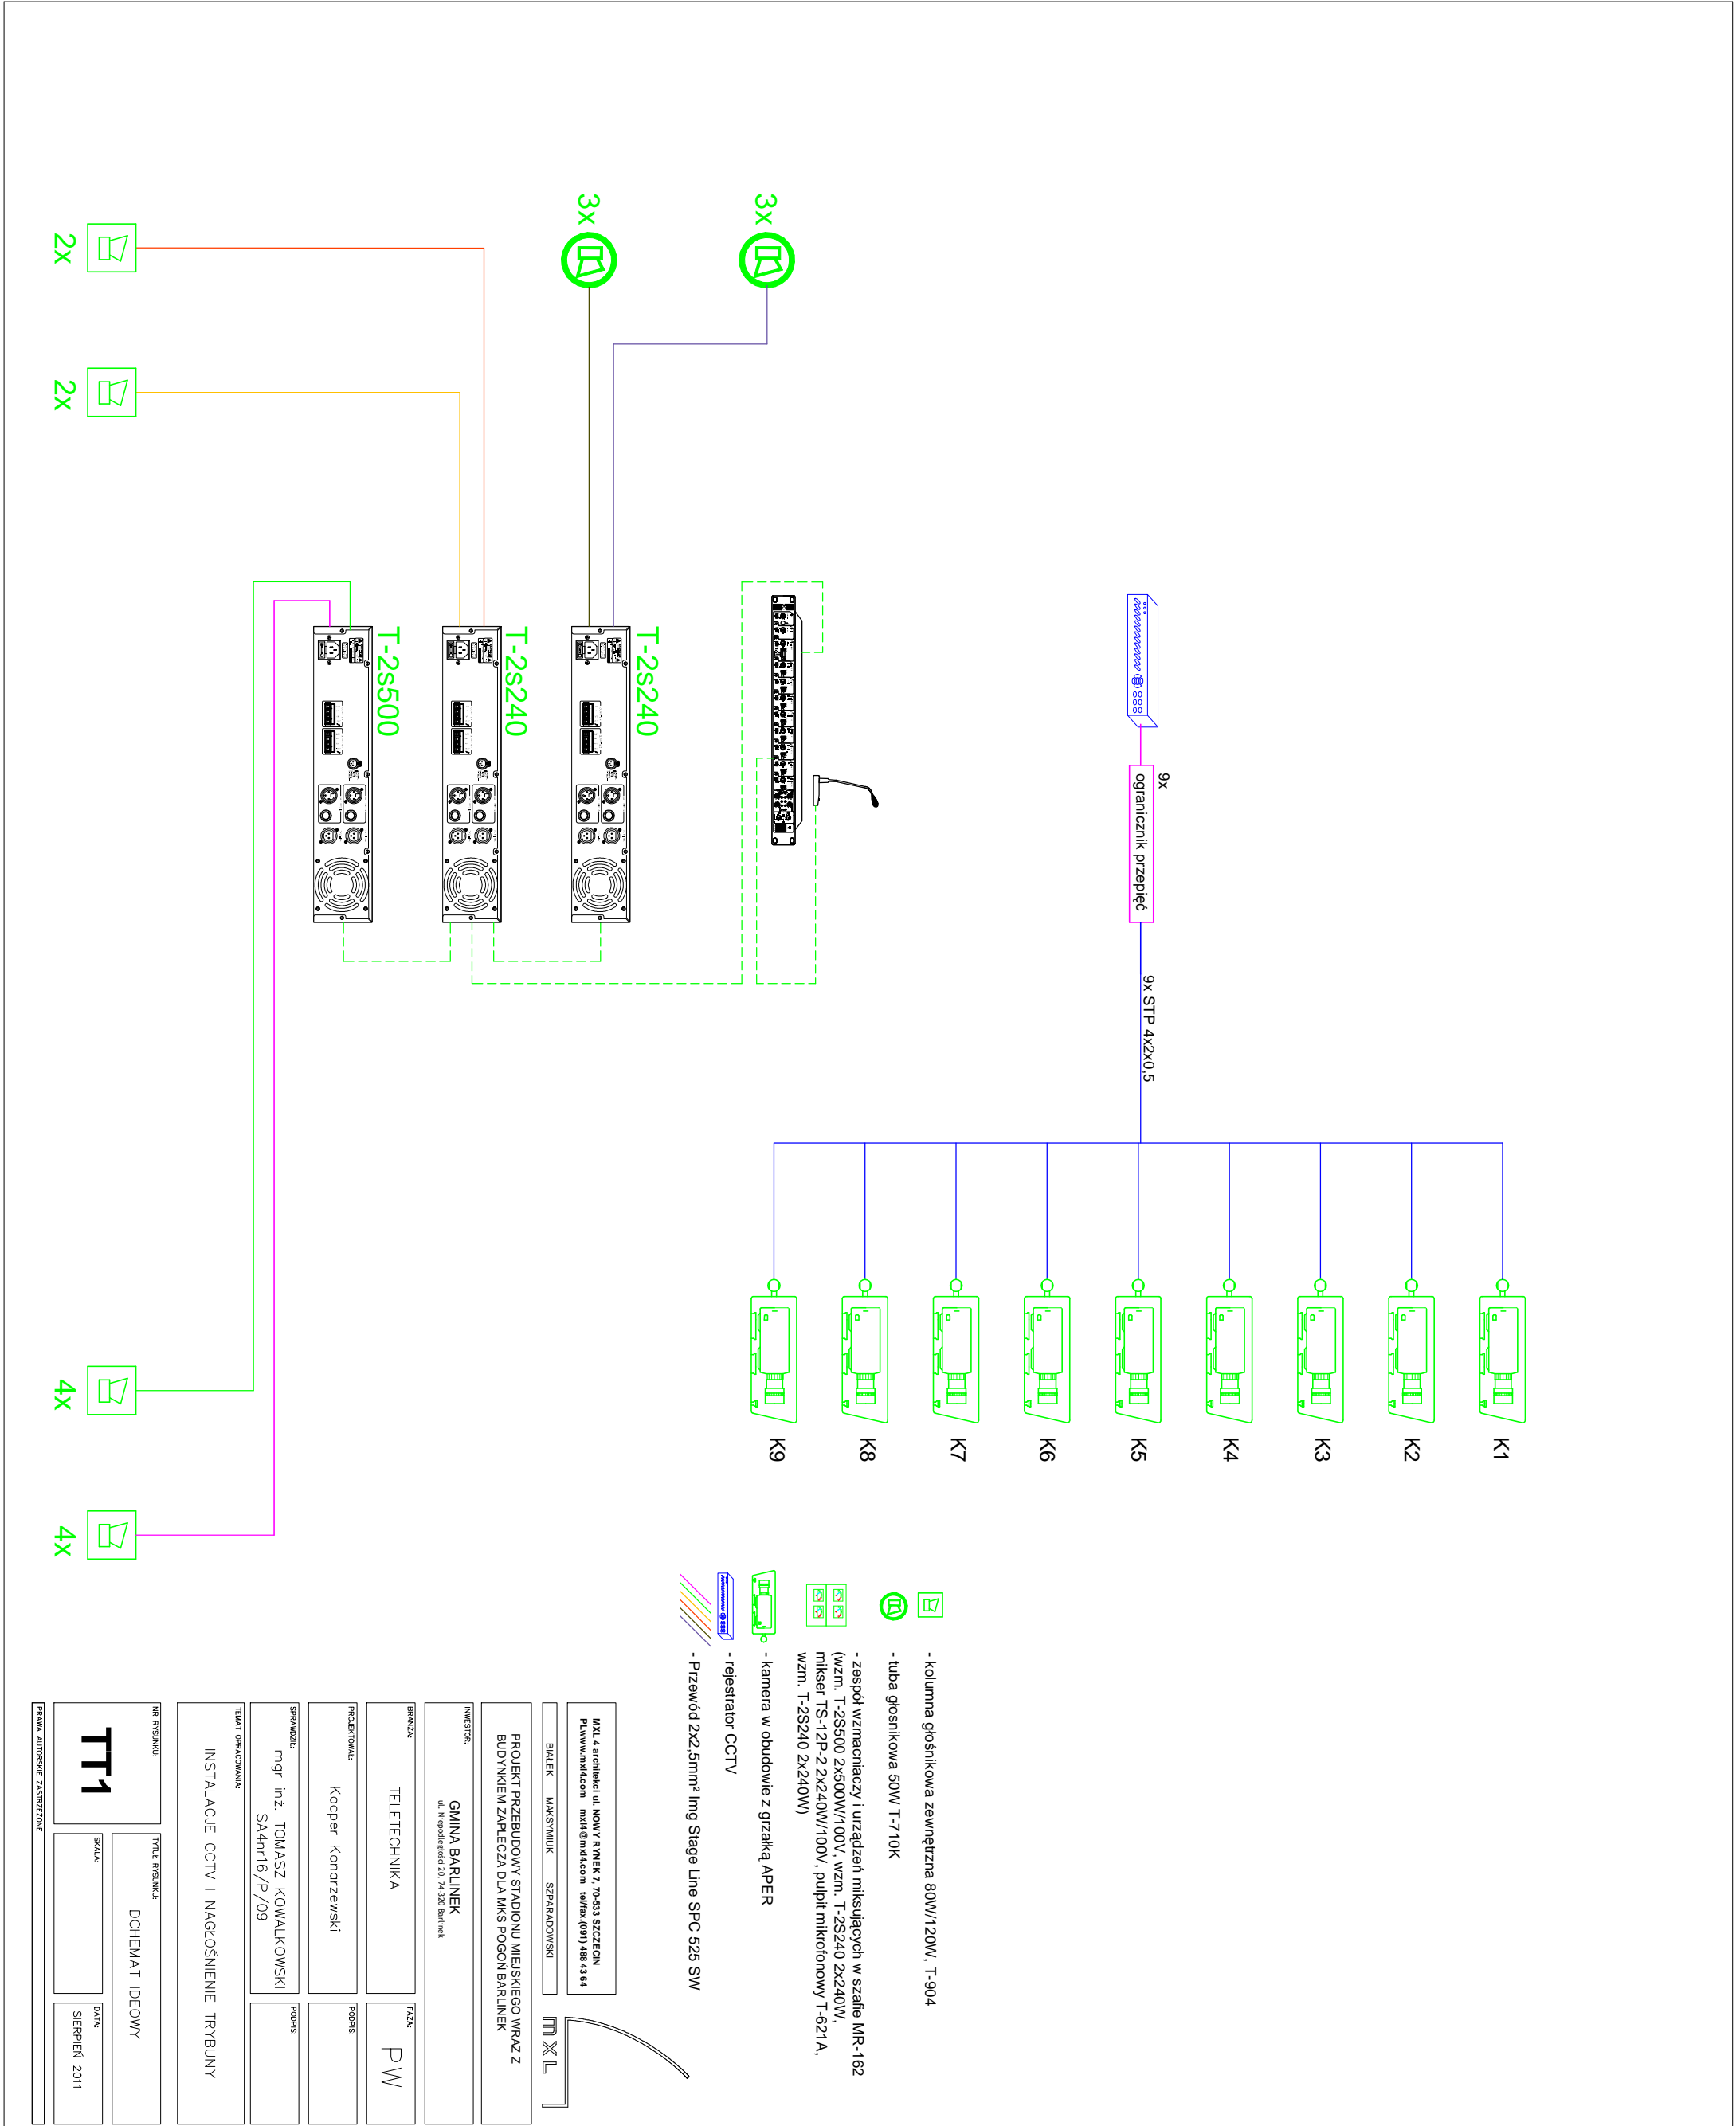 9x
ogranicznik przepięć
9x STP 4x2x0,5
K1
K2
K3
K4
K5
K6
K7
K8
K9
3x
3x
T-2s240
T-2s240
T-2s500
2x
2x
4x
4x
- kolumna głośnikowa zewnętrzna 80W/120W, T-904
- tuba głosnikowa 50W T-710K
- zespół wzmacniaczy i urządzeń miksujących w szafie MR-162
(wzm. T-2S500 2x500W/100V, wzm. T-2S240 2x240W,
mikser TS-12P-2 2x240W/100V, pulpit mikrofonowy T-621A,
wzm. T-2S240 2x240W)
- kamera w obudowie z grzałką APER
- rejestrator CCTV
- Przewód 2x2,5mm² Img Stage Line SPC 525 SW
MXL 4 architekci ul. NOWY RYNEK 7, 70-533 SZCZECIN
PLwww.mxl4.com mxl4@mxl4.com tel/fax.(091) 488 43 64
BIAŁEK MAKSYMIUK SZPARADOWSKI
mxL
PROJEKT PRZEBUDOWY STADIONU MIEJSKIEGO WRAZ Z
BUDYNKIEM ZAPLECZA DLA MKS POGOŃ BARLINEK
INWESTOR:
GMINA BARLINEK
ul. Niepodległości 20, 74-320 Barlinek
BRANŻA:
TELETECHNIKA
FAZA:
PW
PROJEKTOWAŁ:
Kacper Konarzewski
PODPIS:
SPRAWDZIŁ:
mgr inż. TOMASZ KOWALKOWSKI
SA4nr16/P/09
PODPIS:
TEMAT OPRACOWANIA:
INSTALACJE CCTV I NAGŁOŚNIENIE TRYBUNY
NR RYSUNKU:
TT1
TYTUŁ RYSUNKU:
DCHEMAT IDEOWY
SKALA:
DATA:
SIERPIEŃ 2011
PRAWA AUTORSKIE ZASTRZEŻONE